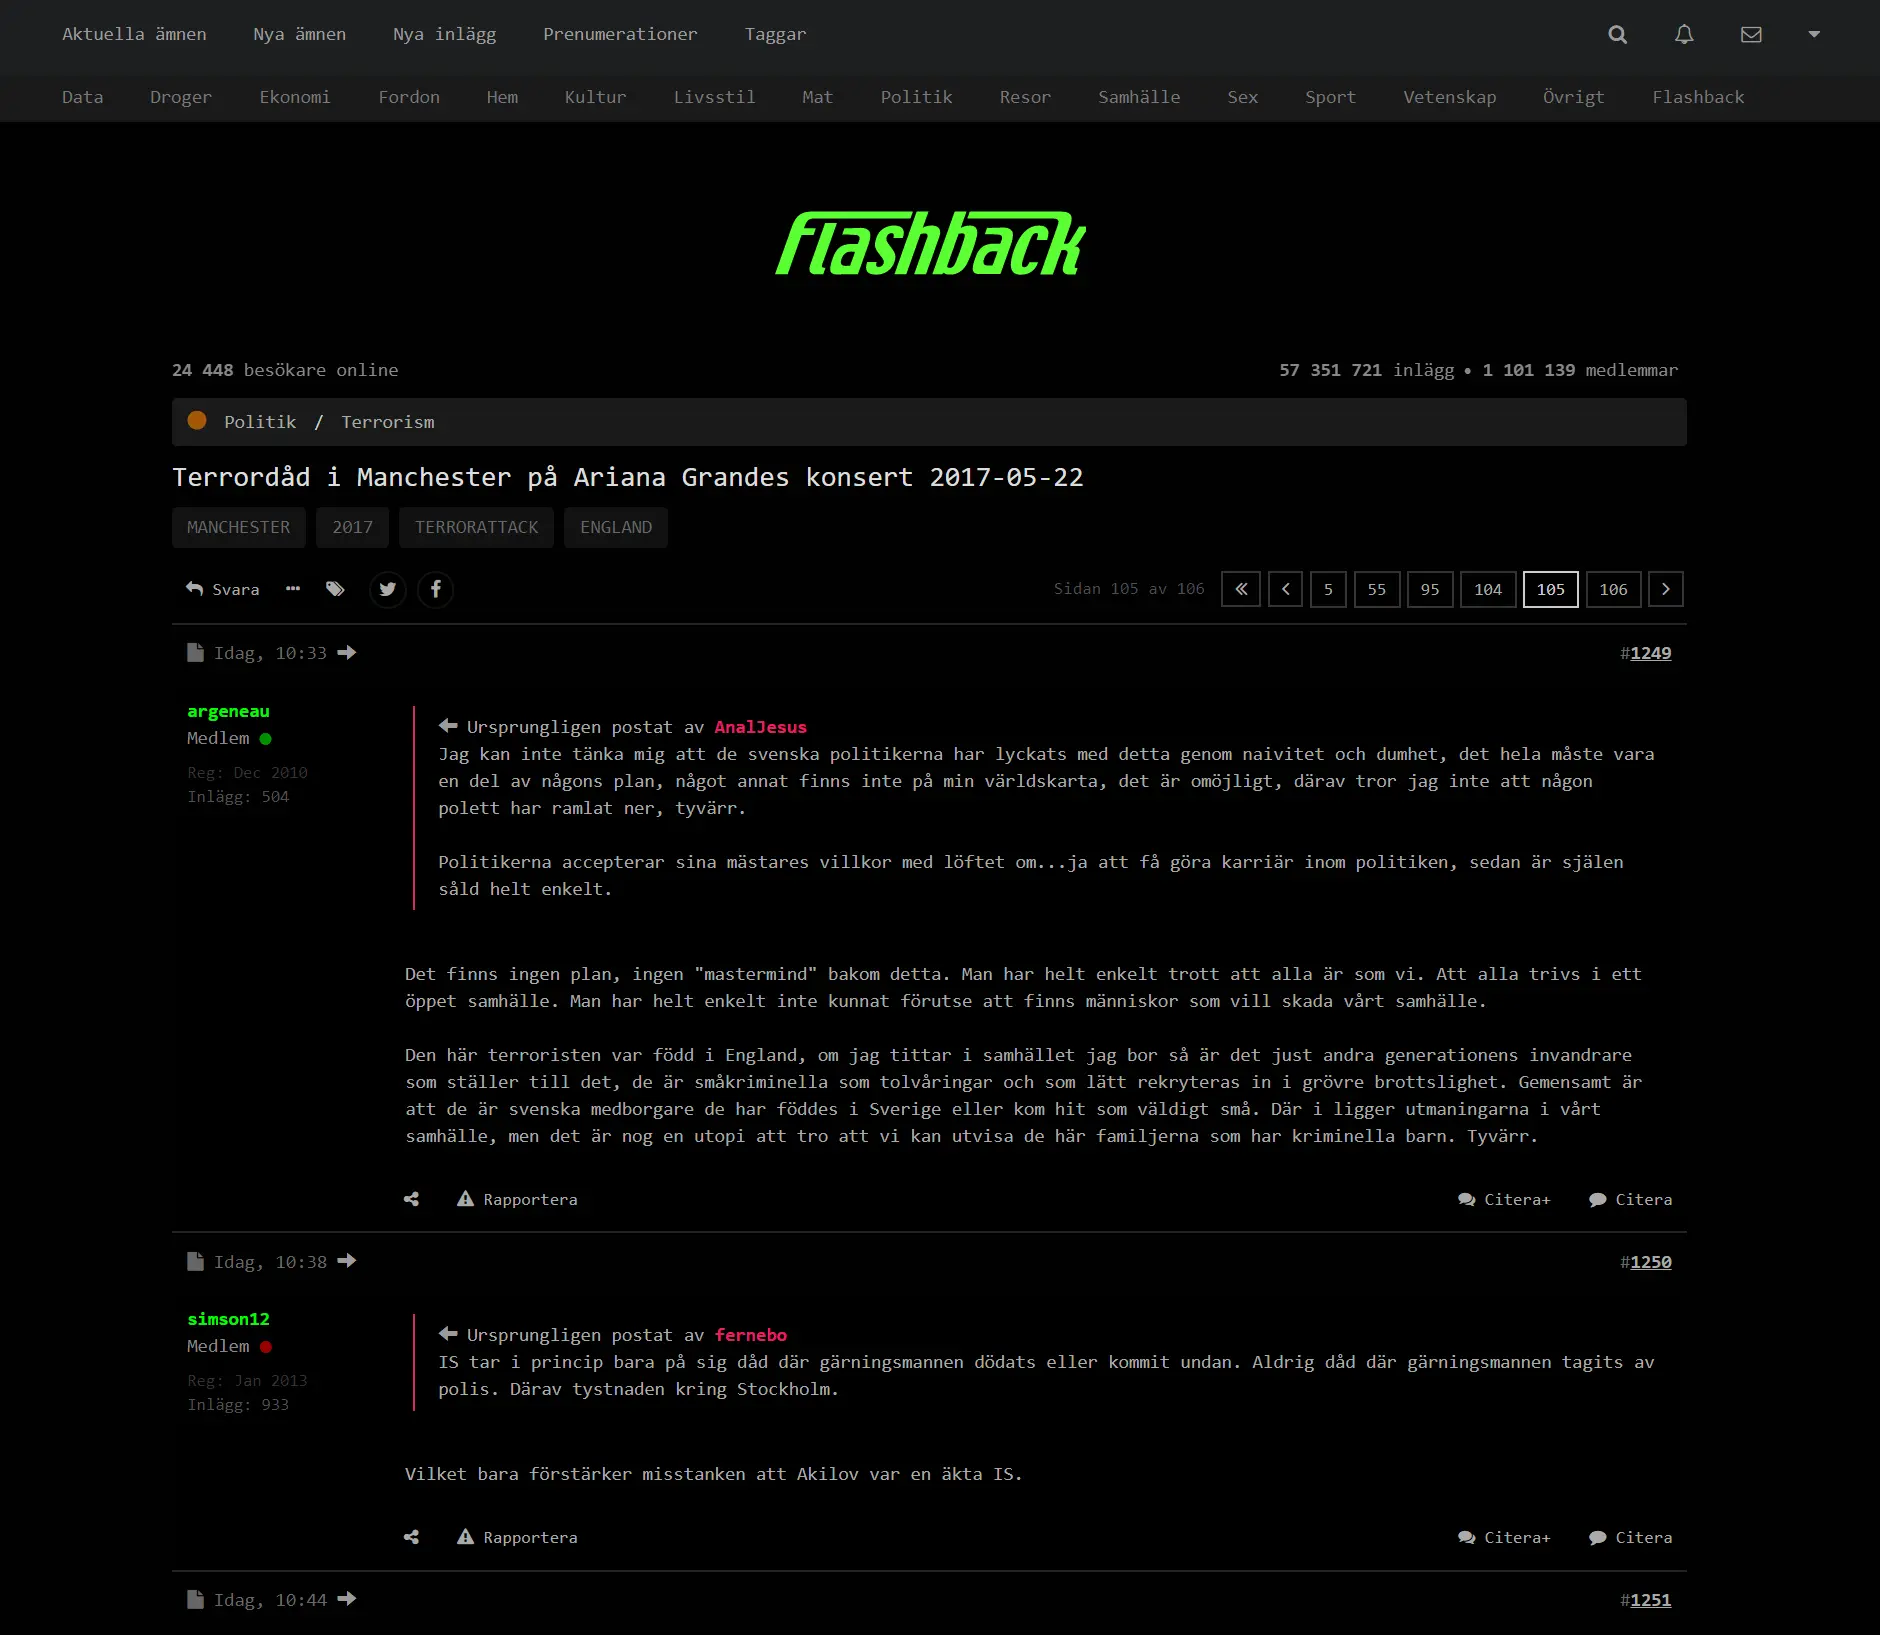 Aktuella ämnen Nya ämnen Nya inlägg Prenumerationer Taggar
Data Droger Ekonomi Fordon Hem Kultur Livsstil Mat Politik Resor Samhälle Sex Sport Vetenskap Övrigt Flashback
flashback
24 448 besökare online 57 351 721 inlägg • 1 101 139 medlemmar
Politik / Terrorism
Terrordåd i Manchester på Ariana Grandes konsert 2017-05-22
MANCHESTER 2017 TERRORATTACK ENGLAND
Svara Sidan 105 av 106 « ‹ 5 55 95 104 105 106 ›
Idag, 10:33 #1249
argeneau
Medlem
Reg: Dec 2010
Inlägg: 504
Ursprungligen postat av AnalJesus
Jag kan inte tänka mig att de svenska politikerna har lyckats med detta genom naivitet och dumhet, det hela måste vara
en del av någons plan, något annat finns inte på min världskarta, det är omöjligt, därav tror jag inte att någon
polett har ramlat ner, tyvärr.
Politikerna accepterar sina mästares villkor med löftet om...ja att få göra karriär inom politiken, sedan är själen
såld helt enkelt.
Det finns ingen plan, ingen "mastermind" bakom detta. Man har helt enkelt trott att alla är som vi. Att alla trivs i ett
öppet samhälle. Man har helt enkelt inte kunnat förutse att finns människor som vill skada vårt samhälle.
Den här terroristen var född i England, om jag tittar i samhället jag bor så är det just andra generationens invandrare
som ställer till det, de är småkriminella som tolvåringar och som lätt rekryteras in i grövre brottslighet. Gemensamt är
att de är svenska medborgare de har föddes i Sverige eller kom hit som väldigt små. Där i ligger utmaningarna i vårt
samhälle, men det är nog en utopi att tro att vi kan utvisa de här familjerna som har kriminella barn. Tyvärr.
Rapportera Citera+ Citera
Idag, 10:38 #1250
simson12
Medlem
Reg: Jan 2013
Inlägg: 933
Ursprungligen postat av fernebo
IS tar i princip bara på sig dåd där gärningsmannen dödats eller kommit undan. Aldrig dåd där gärningsmannen tagits av
polis. Därav tystnaden kring Stockholm.
Vilket bara förstärker misstanken att Akilov var en äkta IS.
Rapportera Citera+ Citera
Idag, 10:44 #1251